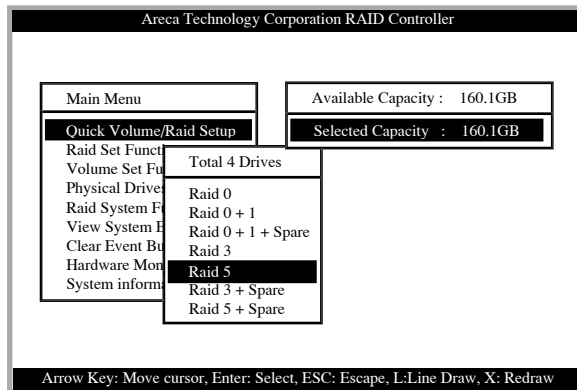 Areca Technology Corporation RAID Controller
Main Menu
Quick Volume/Raid Setup
Raid Set Functi
Volume Set Fu
Physical Drive
Raid System F
View System E
Clear Event Bu
Hardware Mon
System inform
Total 4 Drives
Raid 0
Raid 0 + 1
Raid 0 + 1 + Spare
Raid 3
Raid 5
Raid 3 + Spare
Raid 5 + Spare
Available Capacity : 160.1GB
Selected Capacity : 160.1GB
Arrow Key: Move cursor, Enter: Select, ESC: Escape, L:Line Draw, X: Redraw